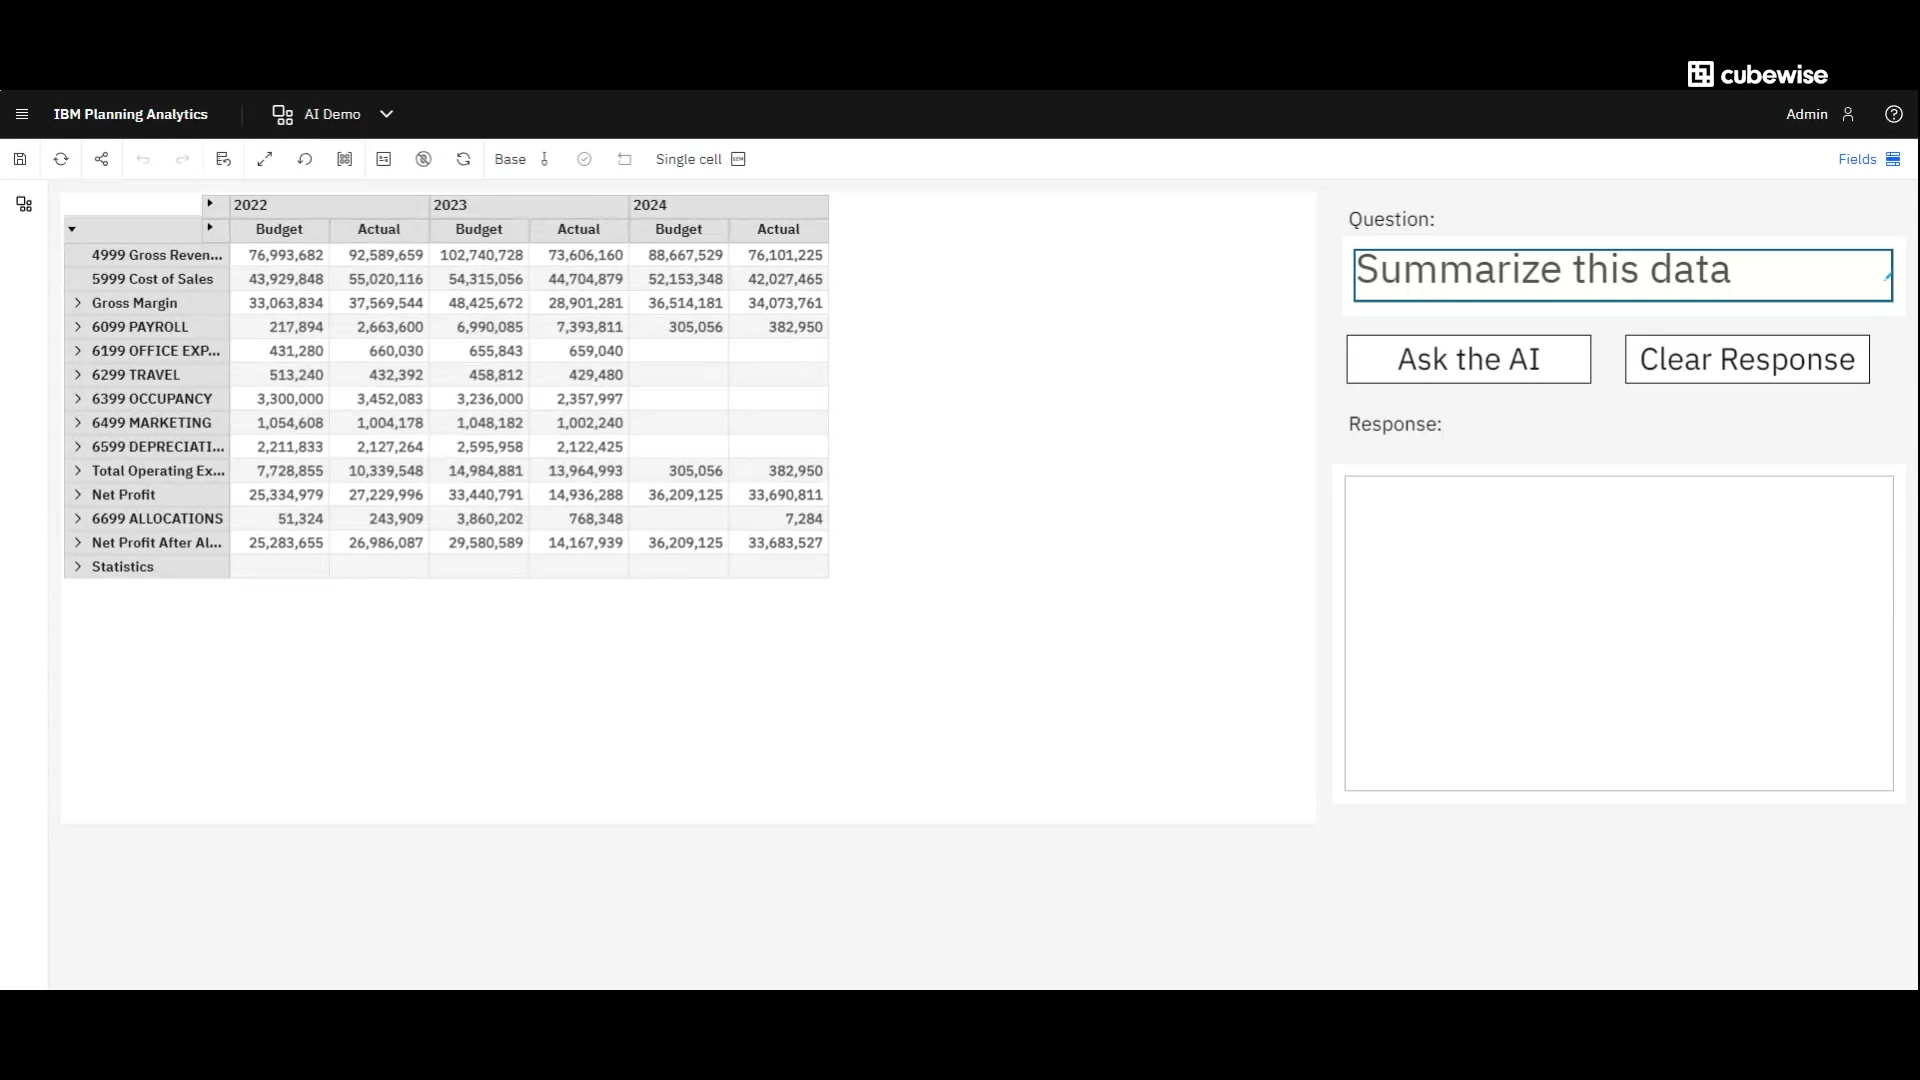 cubewise
IBM Planning Analytics AI Demo Admin
Base Single cell Fields
2022 2023 2024
Budget Actual Budget Actual Budget Actual
4999 Gross Reven... 76,993,682 92,589,659 102,740,728 73,606,160 88,667,529 76,101,225
5999 Cost of Sales 43,929,848 55,020,116 54,315,056 44,704,879 52,153,348 42,027,465
Gross Margin 33,063,834 37,569,544 48,425,672 28,901,281 36,514,181 34,073,761
6099 PAYROLL 217,894 2,663,600 6,990,085 7,393,811 305,056 382,950
6199 OFFICE EXP... 431,280 660,030 655,843 659,040
6299 TRAVEL 513,240 432,392 458,812 429,480
6399 OCCUPANCY 3,300,000 3,452,083 3,236,000 2,357,997
6499 MARKETING 1,054,608 1,004,178 1,048,182 1,002,240
6599 DEPRECIATI... 2,211,833 2,127,264 2,595,958 2,122,425
Total Operating Ex... 7,728,855 10,339,548 14,984,881 13,964,993 305,056 382,950
Net Profit 25,334,979 27,229,996 33,440,791 14,936,288 36,209,125 33,690,811
6699 ALLOCATIONS 51,324 243,909 3,860,202 768,348 7,284
Net Profit After Al... 25,283,655 26,986,087 29,580,589 14,167,939 36,209,125 33,683,527
Statistics
Question:
Summarize this data
Ask the AI Clear Response
Response: